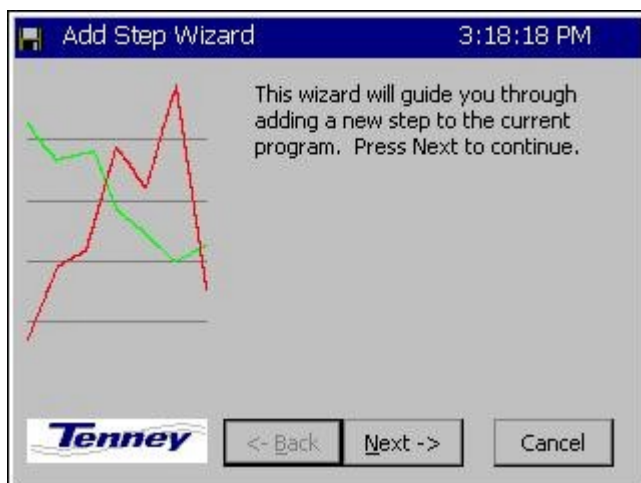 Add Step Wizard 3:18:18 PM
This wizard will guide you through
adding a new step to the current
program. Press Next to continue.
Tenney <- Back Next -> Cancel